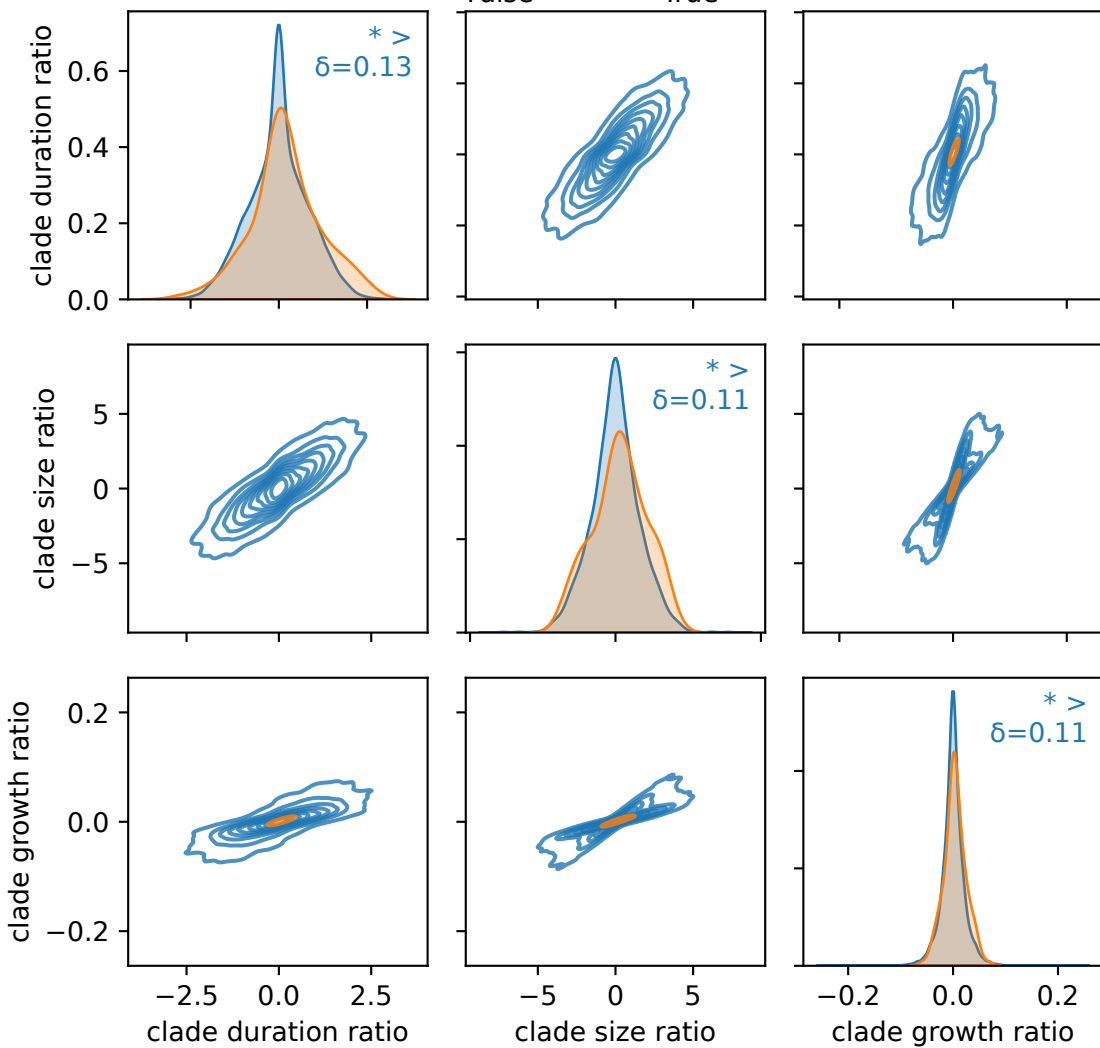 * >
δ=0.13
clade duration ratio
0.6
0.4
0.2
0.0
* >
δ=0.11
clade size ratio
5
0
−5
* >
δ=0.11
clade growth ratio
0.2
0.0
−0.2
−2.5 0.0 2.5 −5 0 5 −0.2 0.0 0.2
clade duration ratio clade size ratio clade growth ratio